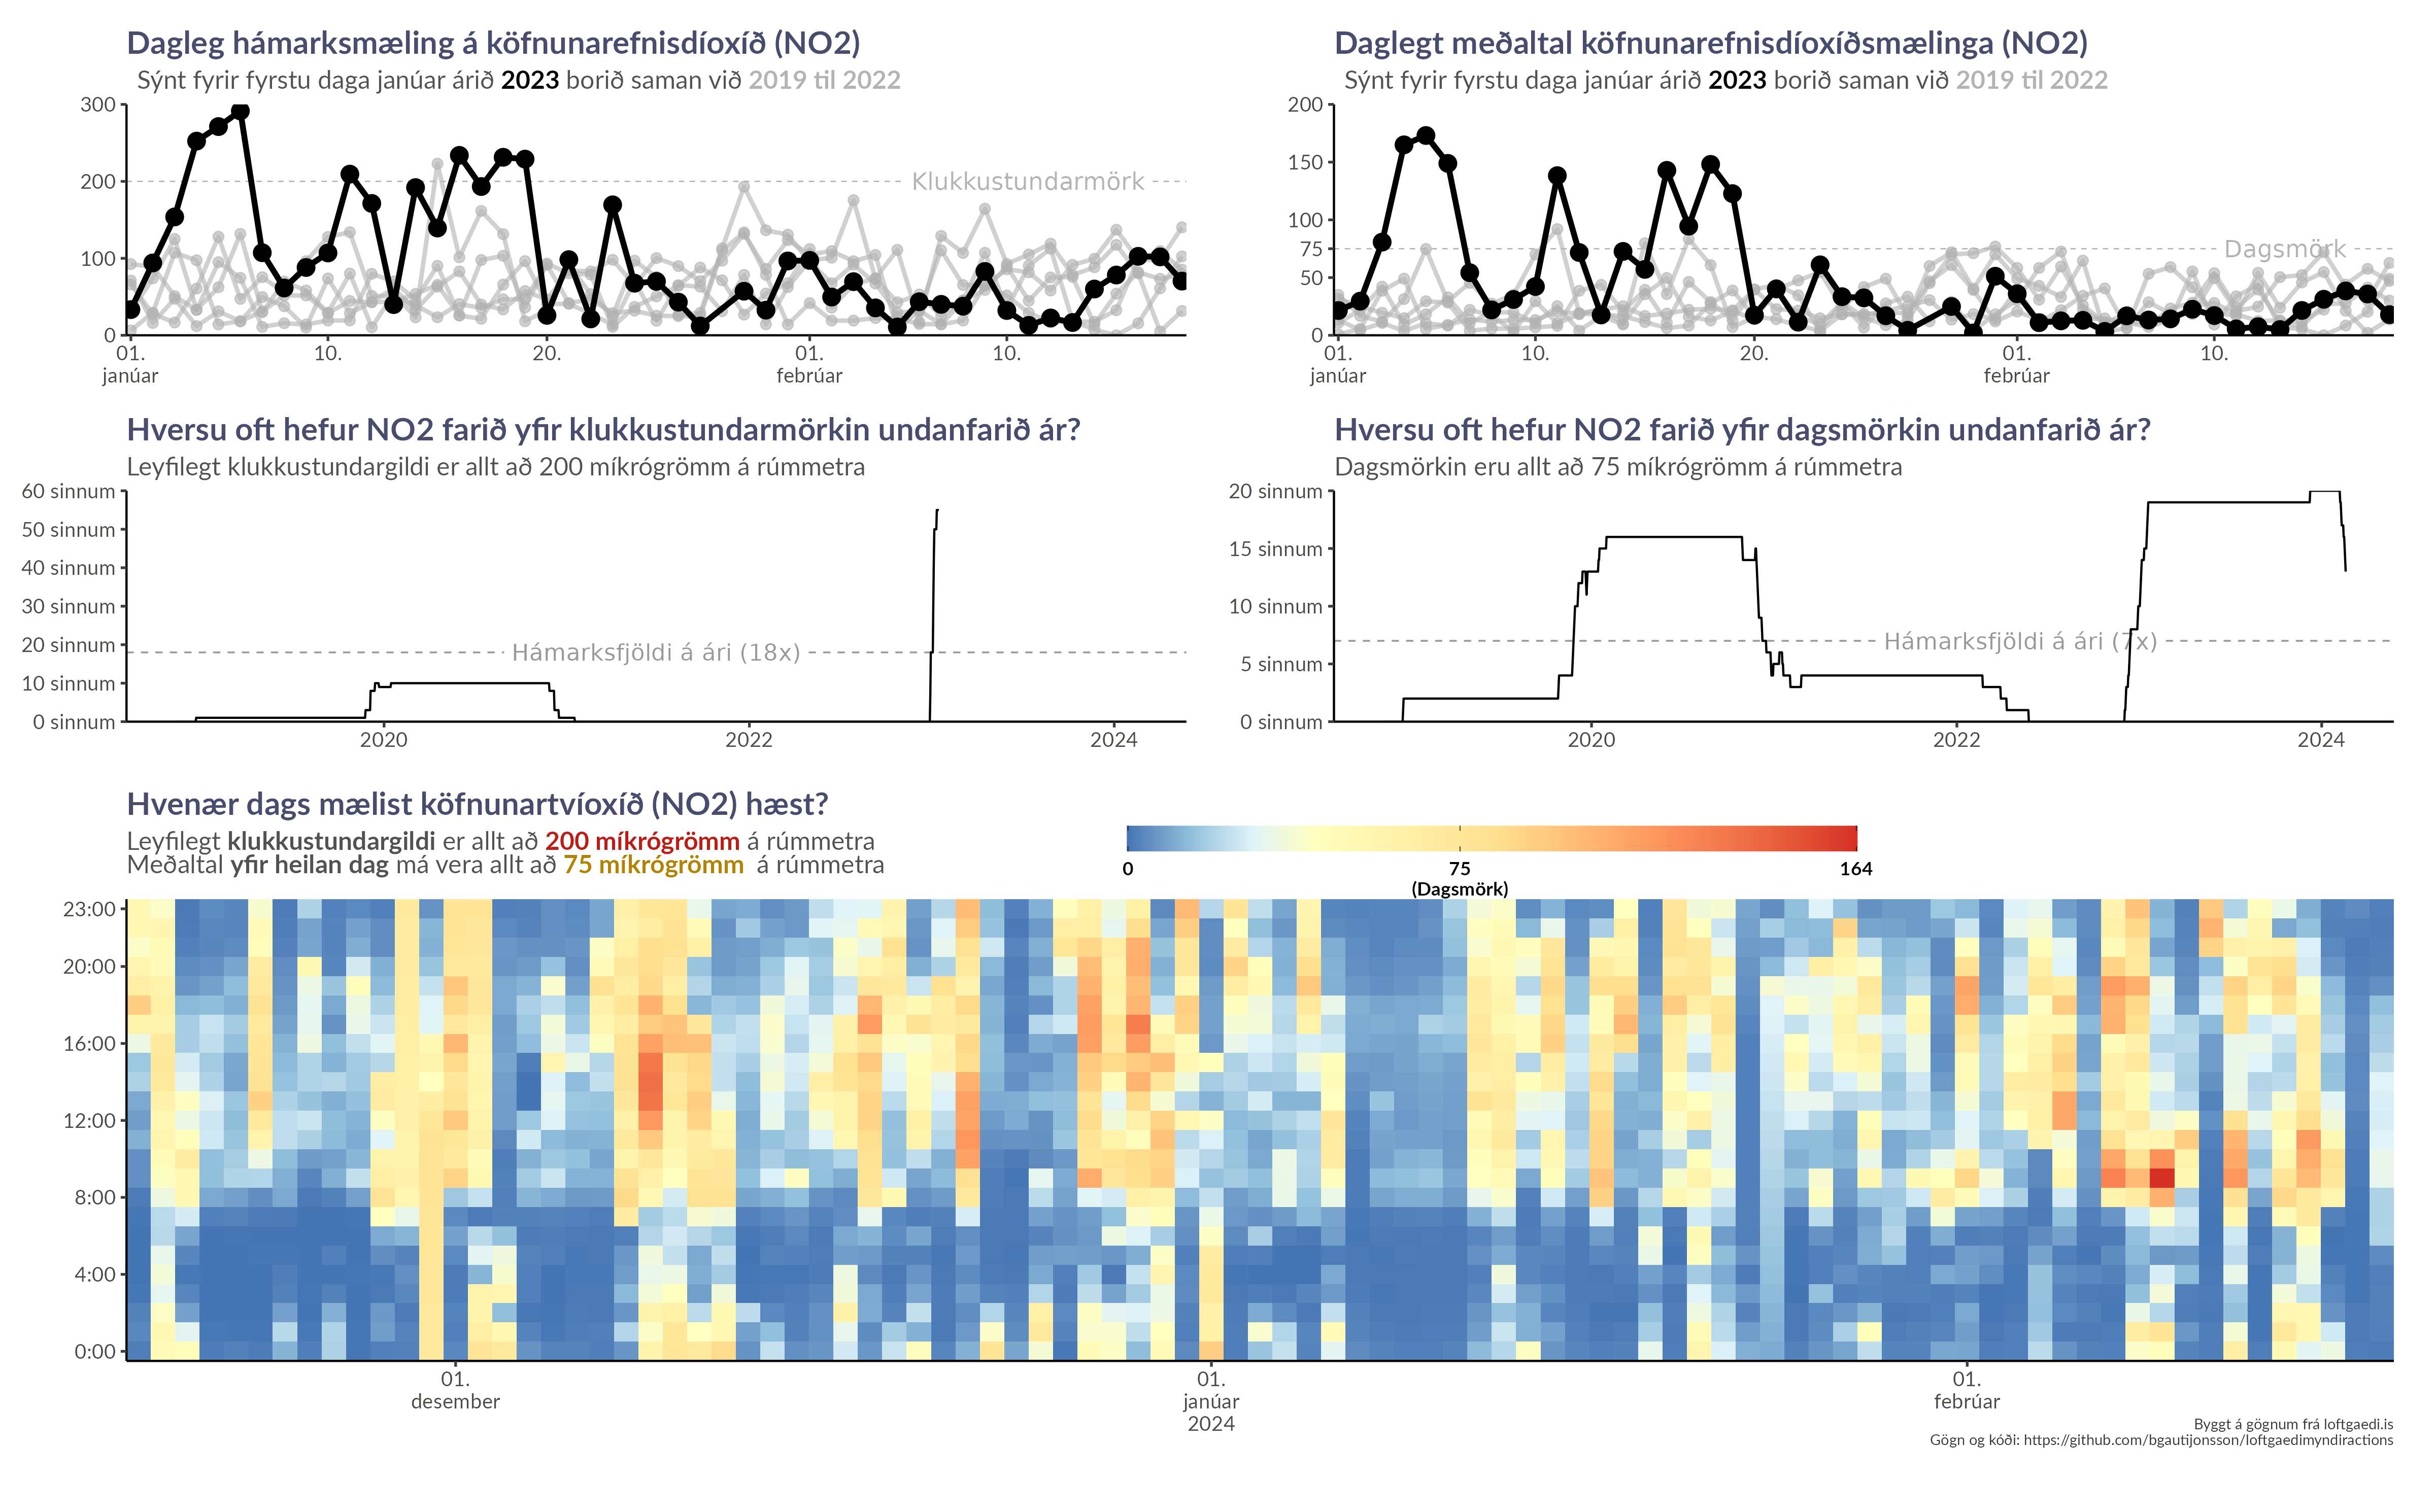 Dagleg hámarksmæling á köfnunarefnisdíoxíð (NO2)
Sýnt fyrir fyrstu daga janúar árið 2023 borið saman við 2019 til 2022
300
200
100
0
Klukkustundarmörk
01.
janúar
10.
20.
01.
febrúar
10.
Daglegt meðaltal köfnunarefnisdíoxíðsmælinga (NO2)
Sýnt fyrir fyrstu daga janúar árið 2023 borið saman við 2019 til 2022
200
150
100
75
50
0
Dagsmörk
01.
janúar
10.
20.
01.
febrúar
10.
Hversu oft hefur NO2 farið yfir klukkustundarmörkin undanfarið ár?
Leyfilegt klukkustundargildi er allt að 200 míkrógrömm á rúmmetra
60 sinnum
50 sinnum
40 sinnum
30 sinnum
20 sinnum
10 sinnum
0 sinnum
Hámarksfjöldi á ári (18x)
2020
2022
2024
Hversu oft hefur NO2 farið yfir dagsmörkin undanfarið ár?
Dagsmörkin eru allt að 75 míkrógrömm á rúmmetra
20 sinnum
15 sinnum
10 sinnum
5 sinnum
0 sinnum
Hámarksfjöldi á ári (7x)
2020
2022
2024
Hvenær dags mælist köfnunartvíoxíð (NO2) hæst?
Leyfilegt klukkustundargildi er allt að 200 míkrógrömm á rúmmetra
Meðaltal yfir heilan dag má vera allt að 75 míkrógrömm á rúmmetra
0
75
(Dagsmörk)
164
23:00
20:00
16:00
12:00
8:00
4:00
0:00
01.
desember
01.
janúar
2024
01.
febrúar
Byggt á gögnum frá loftgaedi.is
Gögn og kóði: https://github.com/bgautijonsson/loftgaedimyndiractions